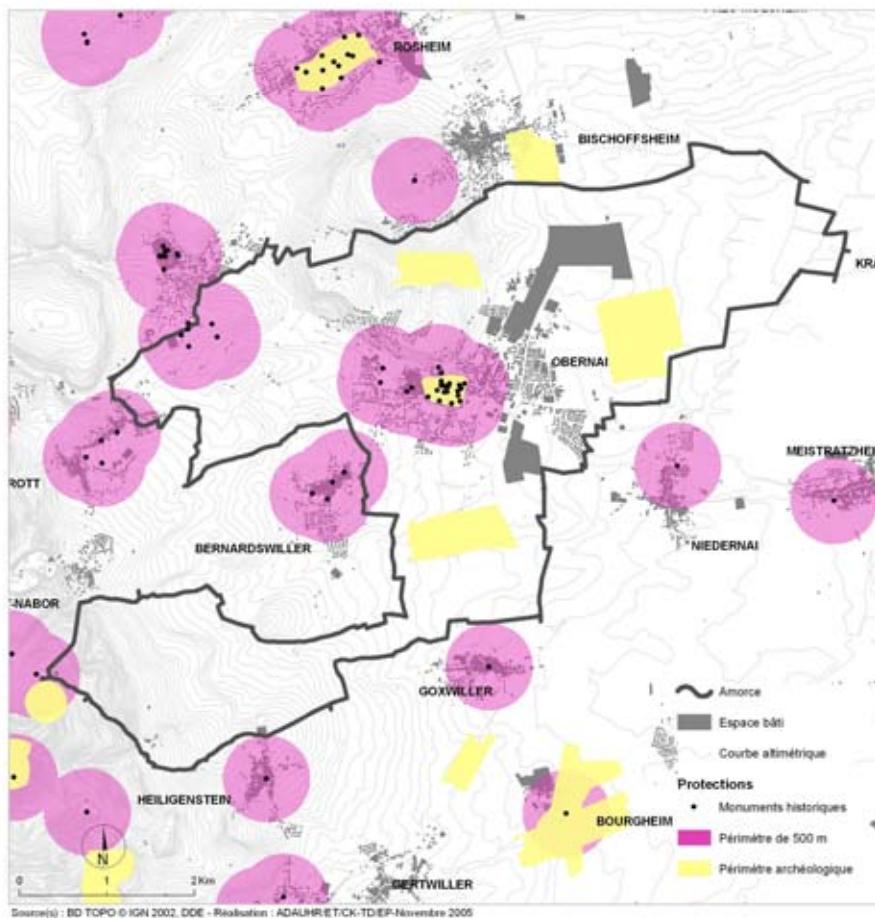 ROSHEIM
BISCHOFFSHEIM
KRA
OBERNAI
MEISTRATZHEI
ROTT
BERNARDSWILLER
NIEDERNAI
T-NABOR
GOXWILLER
Amorce
Espace bâti
Courbe altimétrique
Protections
Monuments historiques
HEILIGENSTEIN
BOURGHEIM
Périmètre de 500 m
N
Périmètre archéologique
GERTWILLER
0 1 2 Km
Source(s) : BD TOPO © IGN 2002, DDE - Réalisation : ADAUHR/ET/CK-TD/EP-Novembre 2005